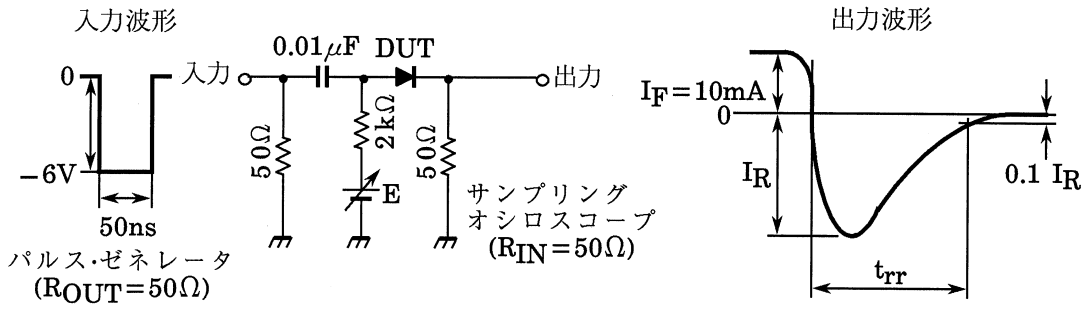 入力波形
0
−6V
50ns
パルス・ゼネレータ
(ROUT=50Ω)
入力
0.01μF
DUT
出力
50Ω
2kΩ
E
50Ω
サンプリング
オシロスコープ
(RIN=50Ω)
出力波形
IF=10mA
0
IR
0.1 IR
trr